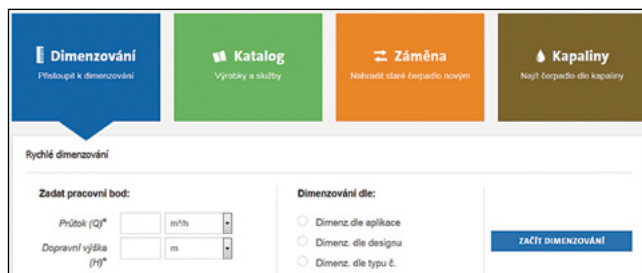 Dimenzování
Přistoupit k dimenzování
Katalog
Výrobky a služby
Záměna
Nahradit staré čerpadlo novým
Kapaliny
Najít čerpadlo dle kapaliny
Rychlé dimenzování
Zadat pracovní bod:
Průtok (Q)*
m³/h
Dopravní výška
(H)*
m
Dimenzování dle:
Dimenz.dle aplikace
Dimenz. dle designu
Dimenz. dle typu č.
ZAČÍT DIMENZOVÁNÍ